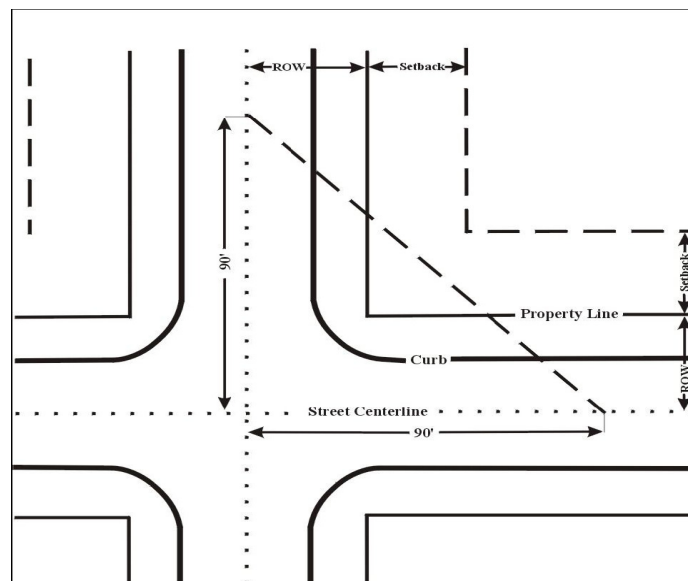 ROW
Setback
90'
Setback
Property Line
ROW
Curb
Street Centerline
90'